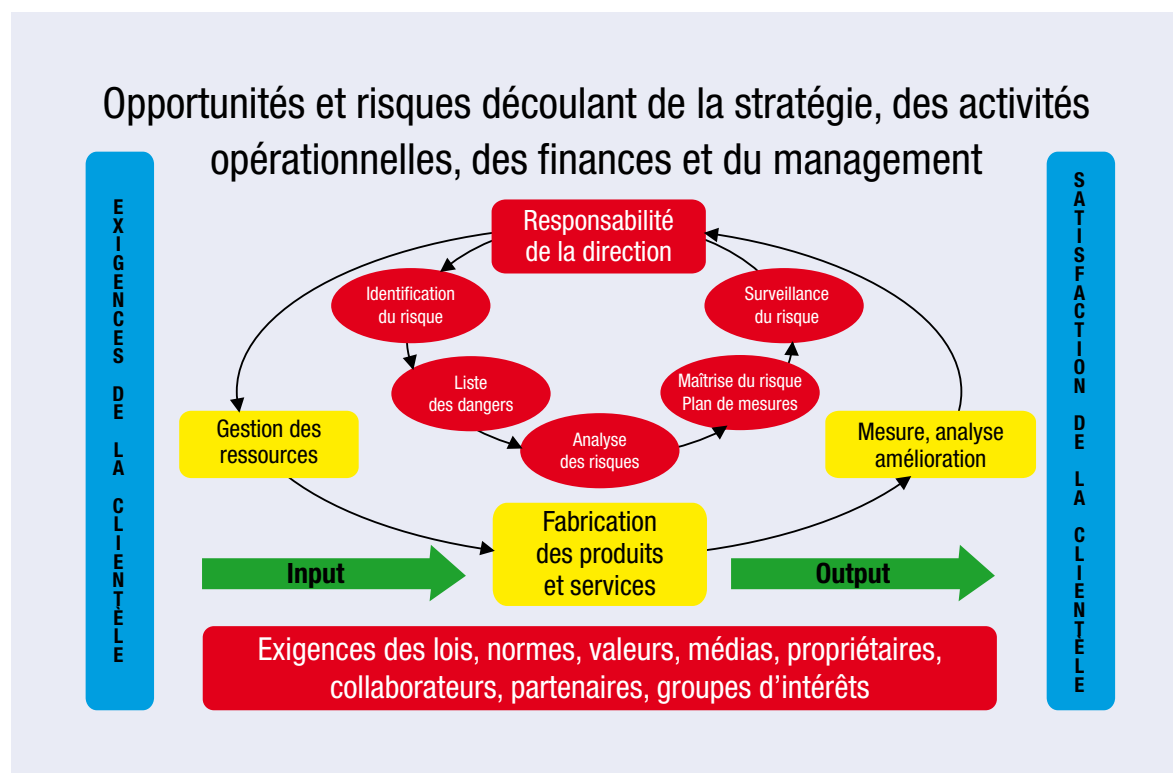 Opportunités et risques découlant de la stratégie, des activités
opérationnelles, des finances et du management
EXIGENCES DE LA CLIENTÈLE
Responsabilité
de la direction
Identification
du risque
Surveillance
du risque
Liste
des dangers
Maîtrise du risque
Plan de mesures
Analyse
des risques
Gestion des
ressources
Mesure, analyse
amélioration
Fabrication
des produits
et services
Input
Output
Exigences des lois, normes, valeurs, médias, propriétaires,
collaborateurs, partenaires, groupes d’intérêts
SATISFACTION DE LA CLIENTÈLE